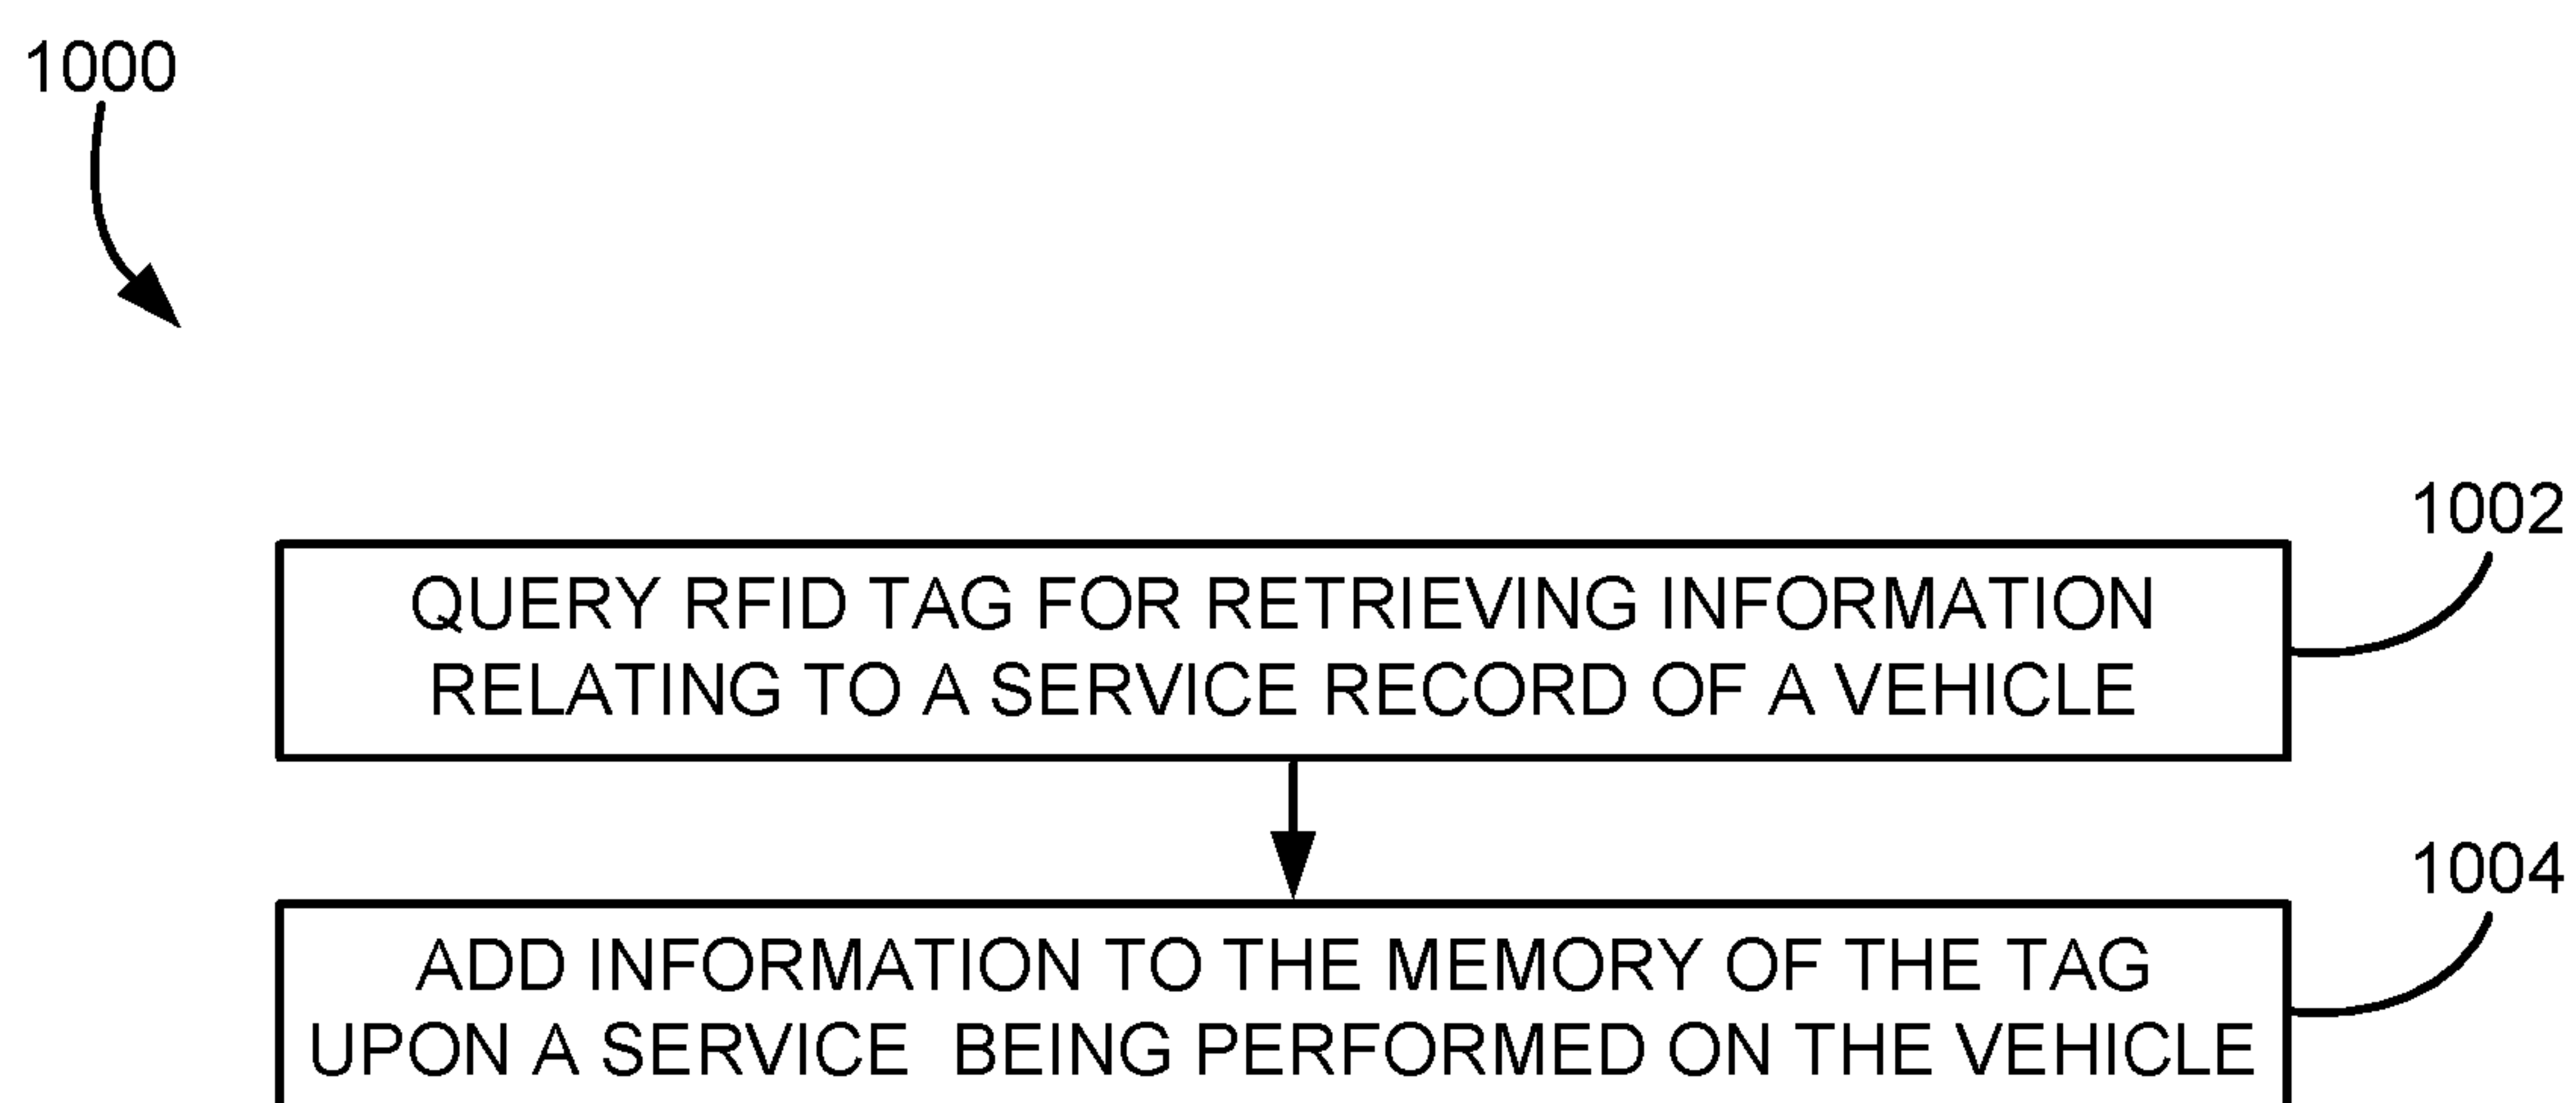 1000
1002
QUERY RFID TAG FOR RETRIEVING INFORMATION
RELATING TO A SERVICE RECORD OF A VEHICLE
1004
ADD INFORMATION TO THE MEMORY OF THE TAG
UPON A SERVICE BEING PERFORMED ON THE VEHICLE